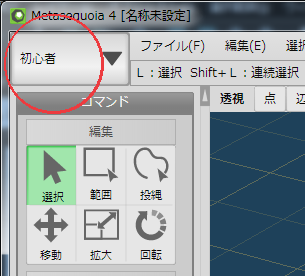 Metasequoia 4 [名称未設定]
初心者
ファイル(F) 編集(E) 選択
L：選択 Shift+L：連続選択
コマンド
透視 点 辺
編集
選択 範囲 投縄
移動 拡大 回転